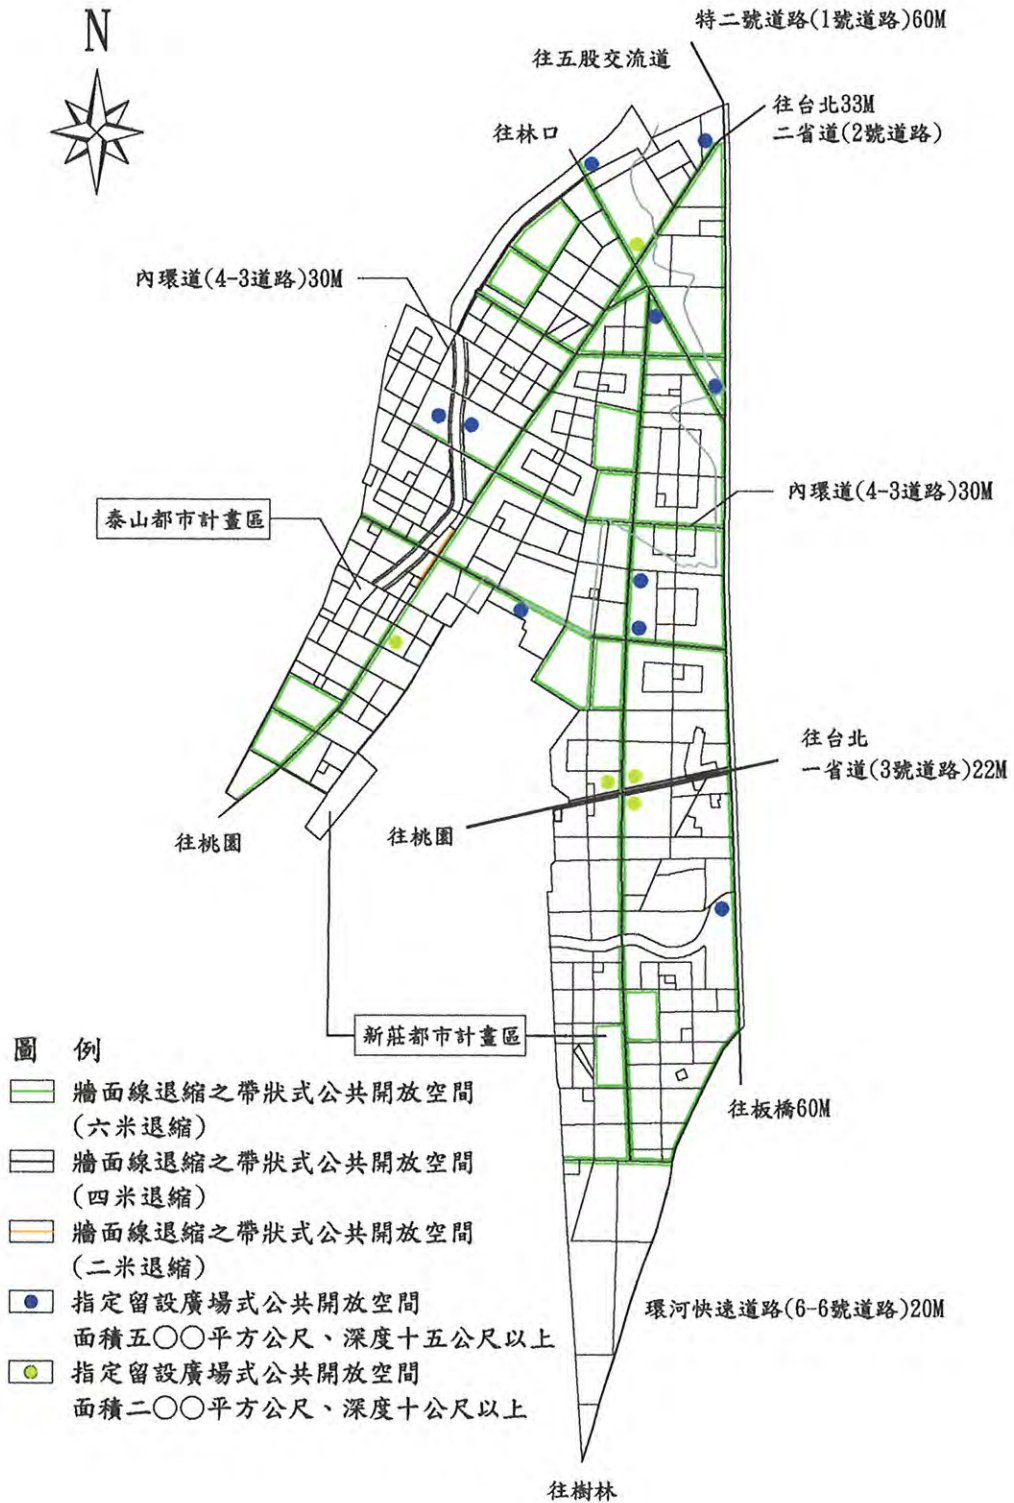 特二號道路(1號道路)60M
N
往五股交流道
往台北33M
二省道(2號道路)
往林口
內環道(4-3道路)30M
內環道(4-3道路)30M
泰山都市計畫區
往台北
一省道(3號道路)22M
往桃園
往桃園
新莊都市計畫區
往板橋60M
圖 例
牆面線退縮之帶狀式公共開放空間
(六米退縮)
牆面線退縮之帶狀式公共開放空間
(四米退縮)
牆面線退縮之帶狀式公共開放空間
(二米退縮)
指定留設廣場式公共開放空間
面積五○○平方公尺、深度十五公尺以上
指定留設廣場式公共開放空間
面積二○○平方公尺、深度十公尺以上
環河快速道路(6-6號道路)20M
往樹林